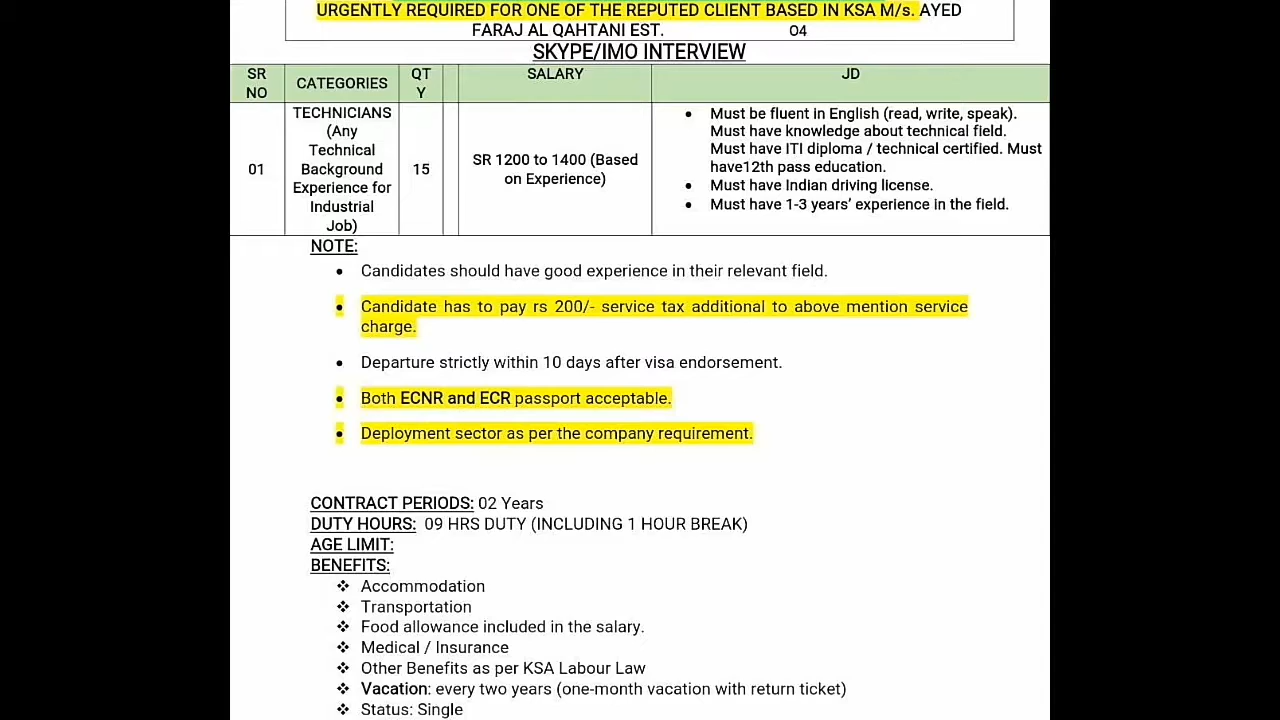 URGENTLY REQUIRED FOR ONE OF THE REPUTED CLIENT BASED IN KSA M/s. AYED
FARAJ AL QAHTANI EST. 04
SKYPE/IMO INTERVIEW
SR NO
CATEGORIES
QT Y
SALARY
JD
01
TECHNICIANS
(Any
Technical
Background
Experience for
Industrial
Job)
15
SR 1200 to 1400 (Based
on Experience)
• Must be fluent in English (read, write, speak).
Must have knowledge about technical field.
Must have ITI diploma / technical certified. Must
have12th pass education.
• Must have Indian driving license.
• Must have 1-3 years’ experience in the field.
NOTE:
• Candidates should have good experience in their relevant field.
• Candidate has to pay rs 200/- service tax additional to above mention service
charge.
• Departure strictly within 10 days after visa endorsement.
• Both ECNR and ECR passport acceptable.
• Deployment sector as per the company requirement.
CONTRACT PERIODS: 02 Years
DUTY HOURS: 09 HRS DUTY (INCLUDING 1 HOUR BREAK)
AGE LIMIT:
BENEFITS:
❖ Accommodation
❖ Transportation
❖ Food allowance included in the salary.
❖ Medical / Insurance
❖ Other Benefits as per KSA Labour Law
❖ Vacation: every two years (one-month vacation with return ticket)
❖ Status: Single